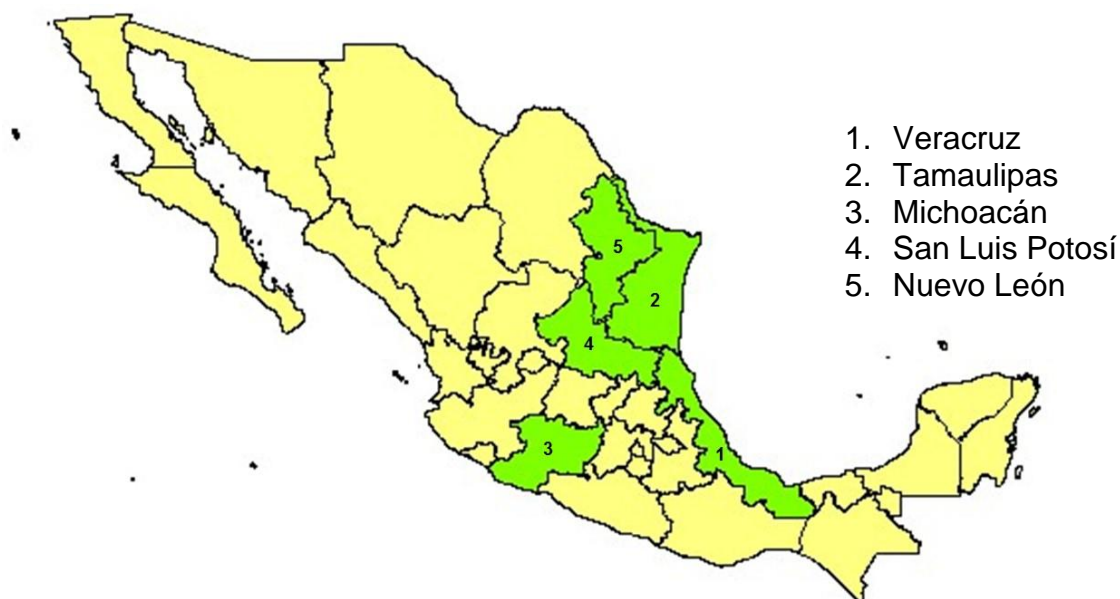 1. Veracruz
2. Tamaulipas
3. Michoacán
4. San Luis Potosí
5. Nuevo León
5
2
4
3
1